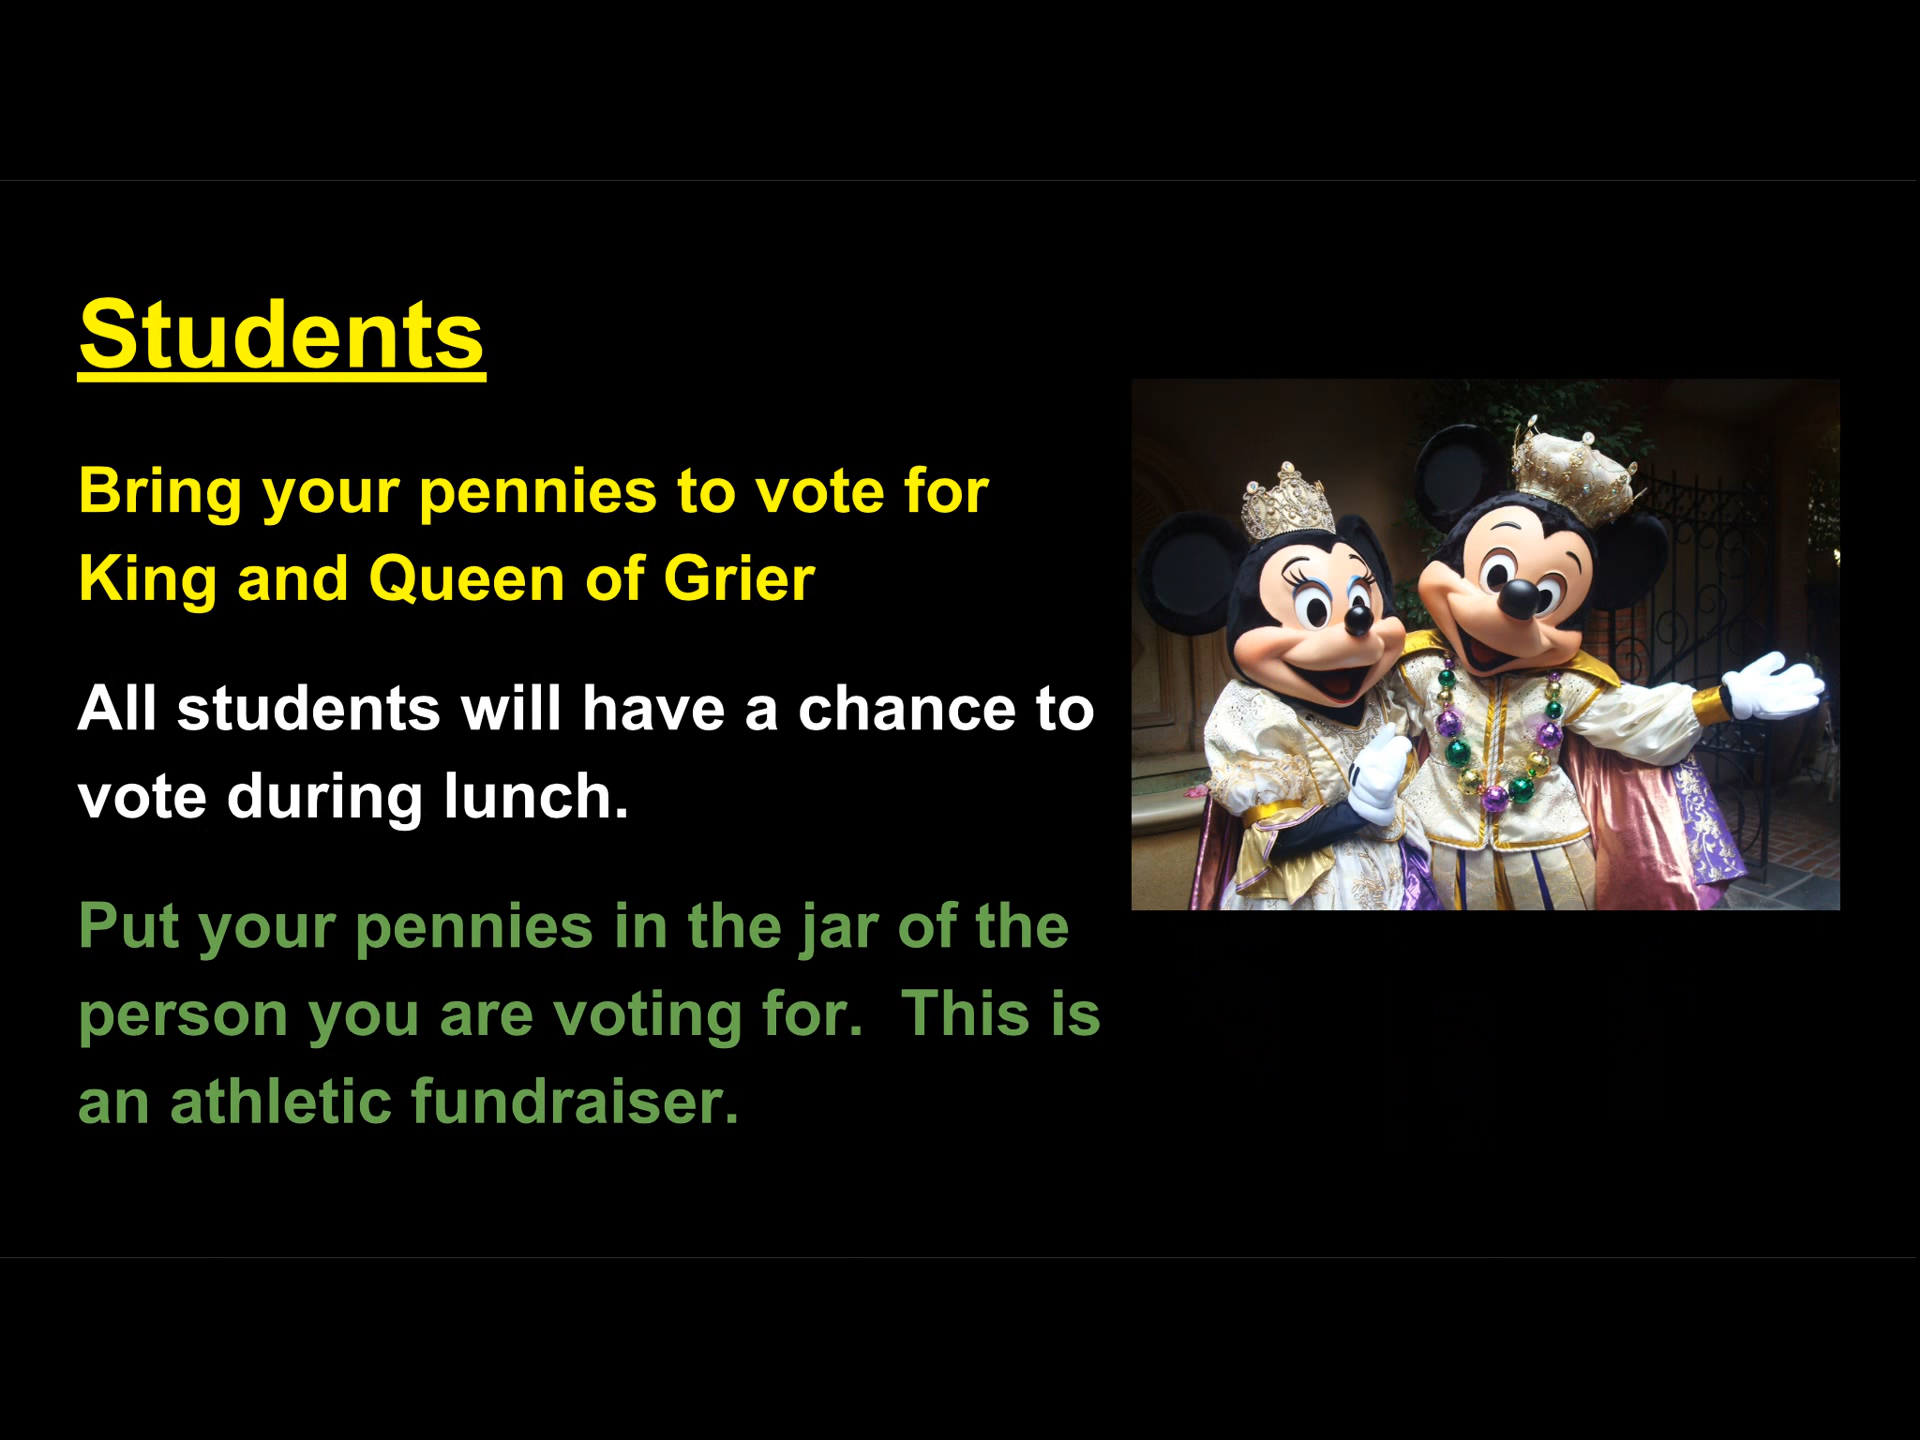 Students
Bring your pennies to vote for
King and Queen of Grier
All students will have a chance to
vote during lunch.
Put your pennies in the jar of the
person you are voting for.  This is
an athletic fundraiser.